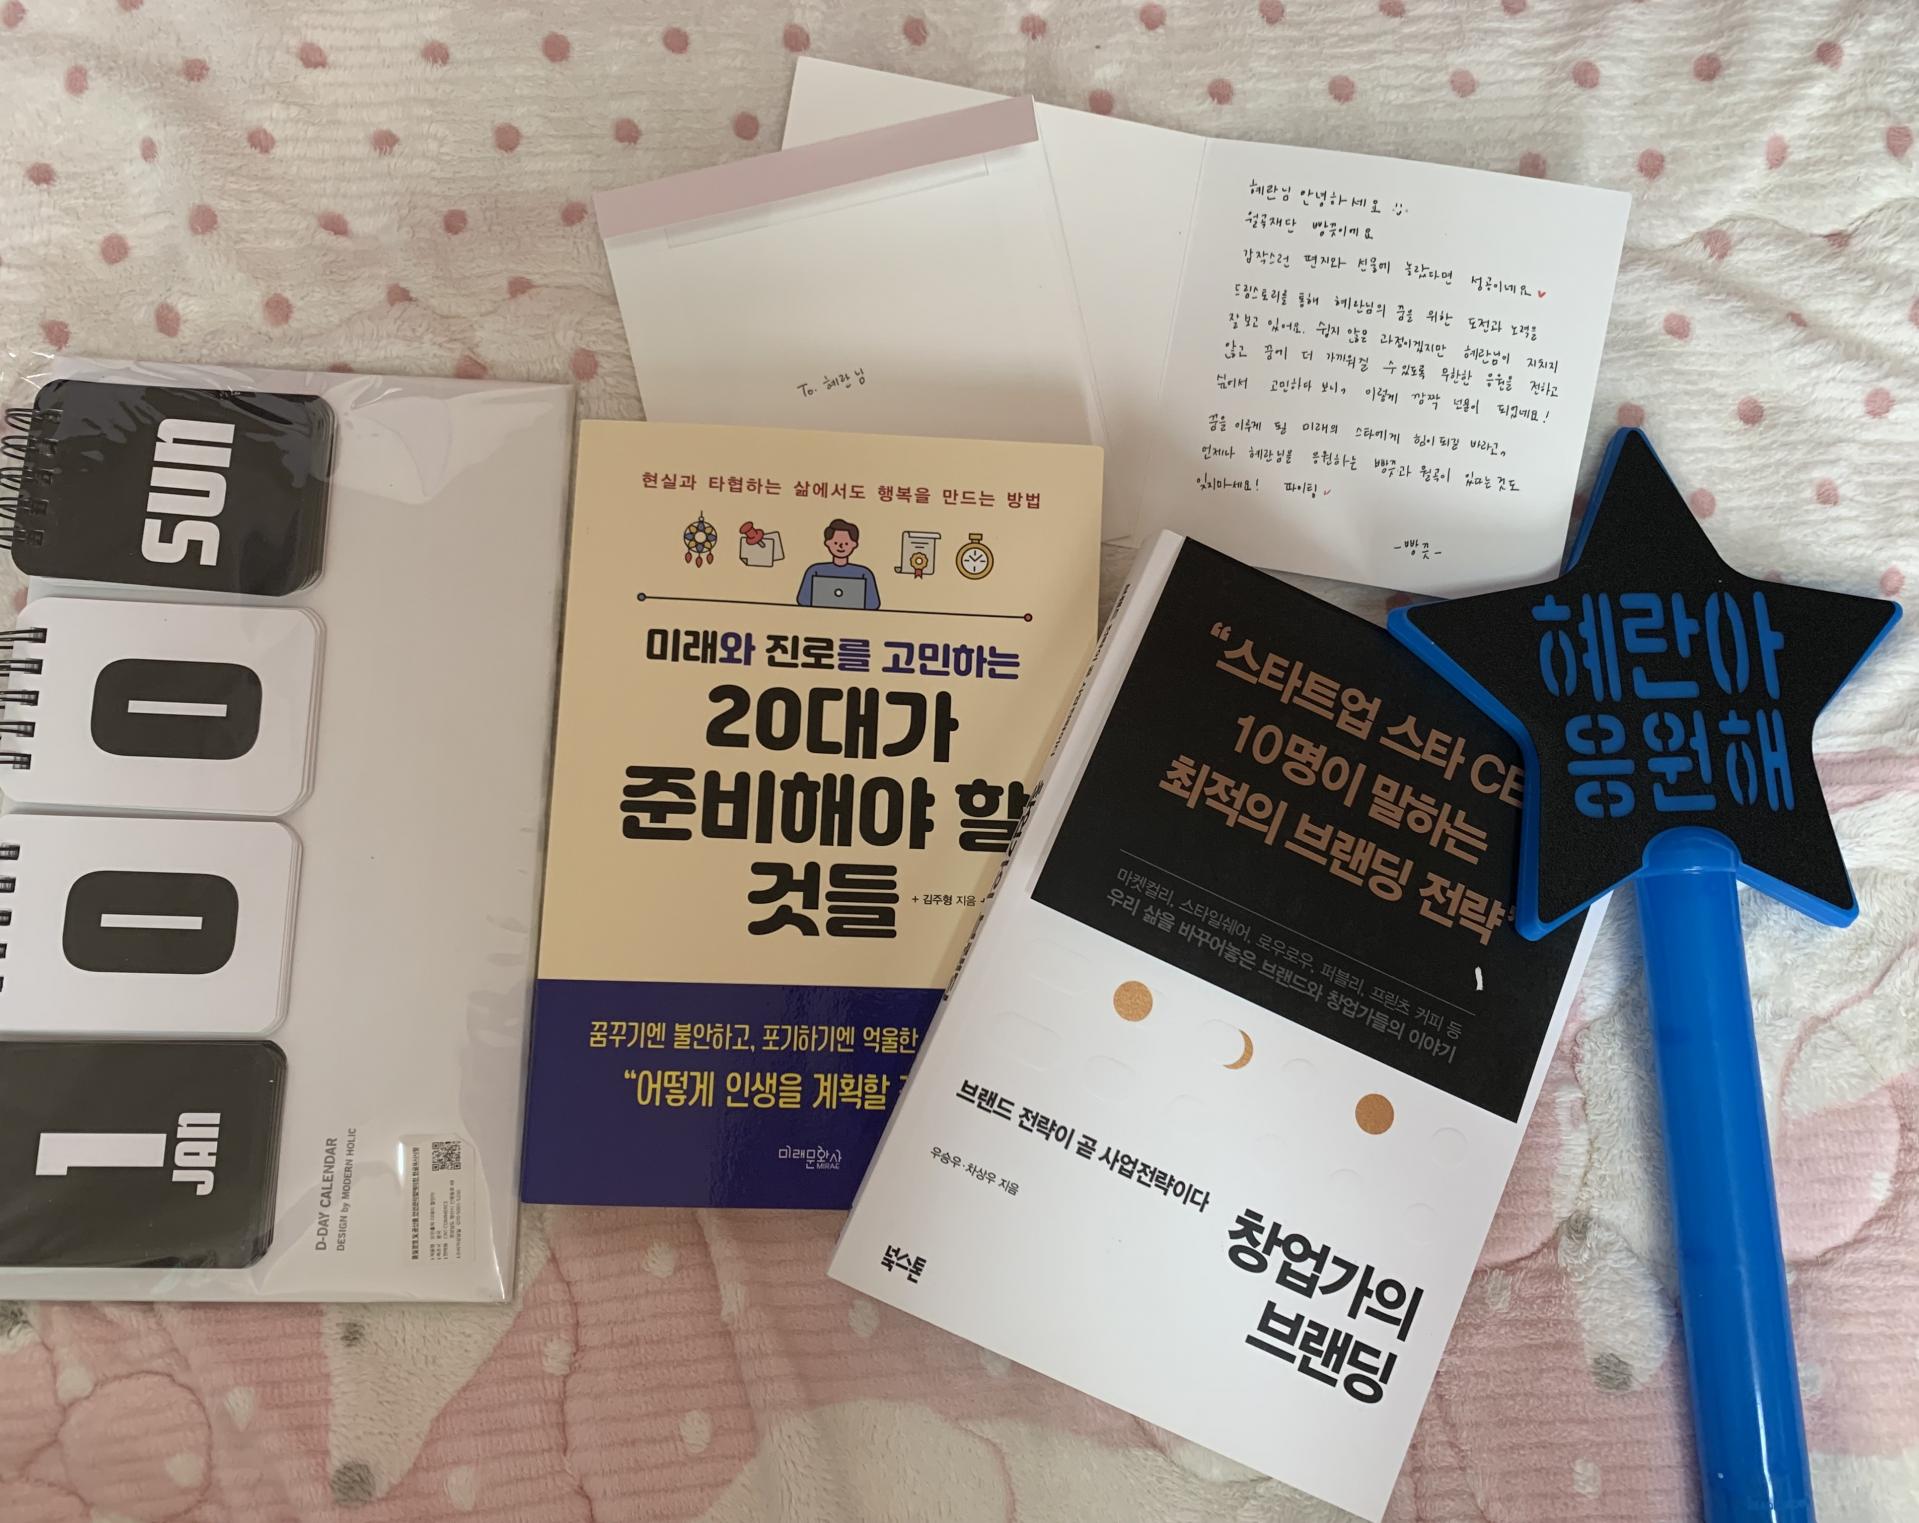 혜란님 안녕하세요 :)
월곡재단 빵끗이에요
갑작스런 편지와 선물에 놀랐다면 성공이네요 ♥
드림스토리를 통해 혜란님의 꿈을 위한 도전과 노력을
잘 보고 있어요. 쉽지 않을 과정이겠지만 혜란님이 지치지
않고 꿈에 더 가까워질 수 있도록 무한한 응원을 전하고
싶어서 고민하다 보니, 이렇게 깜짝 선물이 되었네요!
꿈을 이루게 될 미래의 스타에게 힘이 되길 바라고,
언제나 혜란님을 응원하는 빵끗과 월곡이 있다는 것도
잊지마세요! 파이팅
-빵끗-
To. 혜란님
SUN
0
0
1
JAN
D-DAY CALENDAR
DESIGN by MODERN HOLIC
현실과 타협하는 삶에서도 행복을 만드는 방법
미래와 진로를 고민하는
20대가
준비해야 할
것들
+ 김주형 지음 +
꿈꾸기엔 불안하고, 포기하기엔 억울한
“어떻게 인생을 계획할
미래문화사
MIRAE
“스타트업 스타 CE
10명이 말하는
최적의 브랜딩 전략”
마켓컬리, 스타일쉐어, 로우로우, 퍼블리, 프릳츠 커피 등
우리 삶을 바꾸어놓은 브랜드와 창업가들의 이야기
브랜드 전략이 곧 사업전략이다
우승우·차상우 지음
창업가의
브랜딩
북스톤
혜란아
응원해